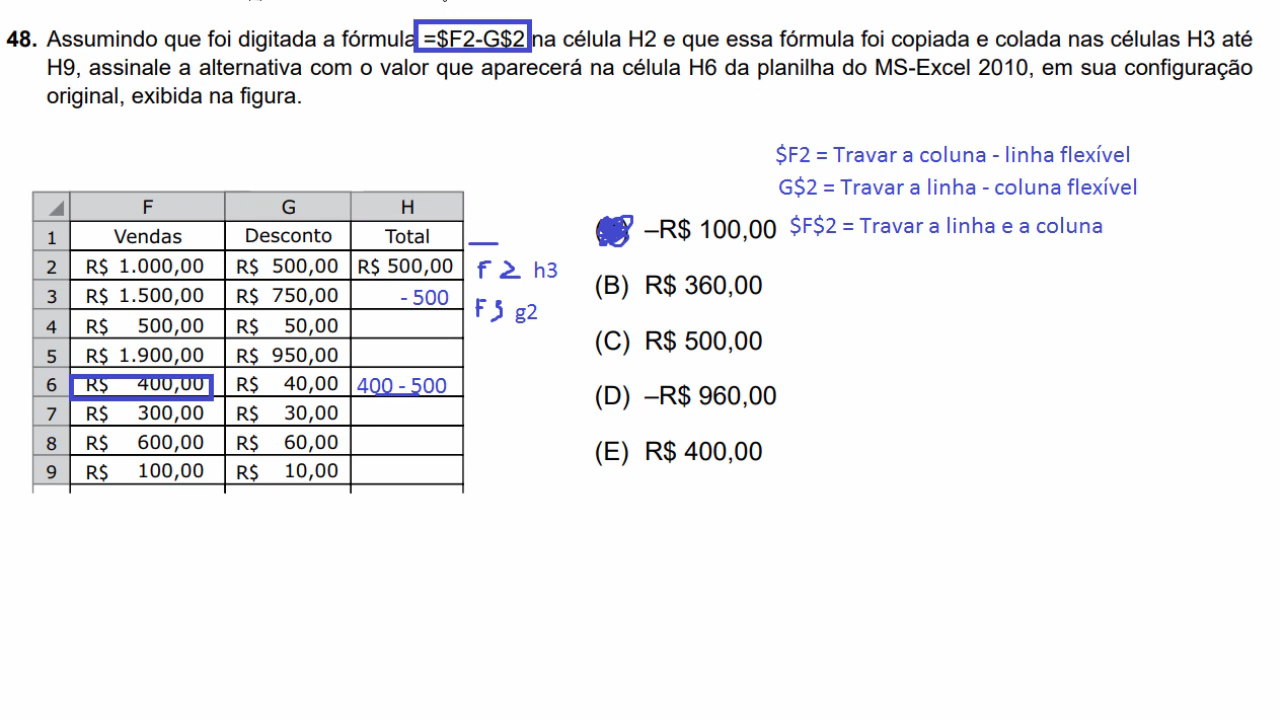 48. Assumindo que foi digitada a fórmula =$F2-G$2 na célula H2 e que essa fórmula foi copiada e colada nas células H3 até
H9, assinale a alternativa com o valor que aparecerá na célula H6 da planilha do MS-Excel 2010, em sua configuração
original, exibida na figura.
$F2 = Travar a coluna - linha flexível
G$2 = Travar a linha - coluna flexível
$F$2 = Travar a linha e a coluna
F G H
1 Vendas Desconto Total
2 R$ 1.000,00 R$ 500,00 R$ 500,00 F 2 h3
3 R$ 1.500,00 R$ 750,00 - 500 F3 g2
4 R$ 500,00 R$ 50,00
5 R$ 1.900,00 R$ 950,00
6 R$ 400,00 R$ 40,00 400 - 500
7 R$ 300,00 R$ 30,00
8 R$ 600,00 R$ 60,00
9 R$ 100,00 R$ 10,00
–R$ 100,00
(B) R$ 360,00
(C) R$ 500,00
(D) –R$ 960,00
(E) R$ 400,00